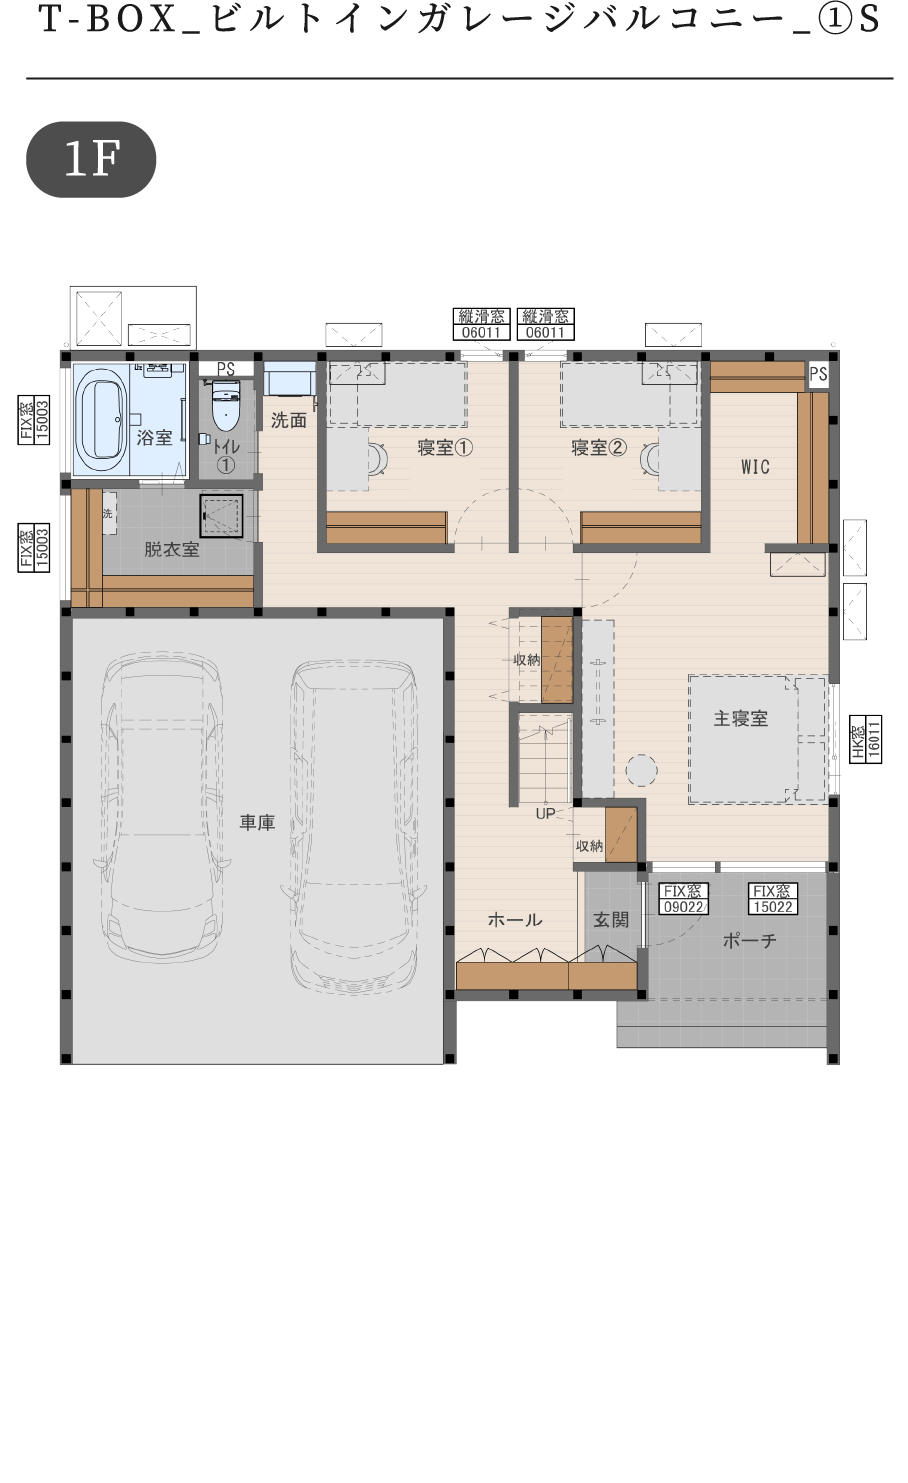 T-BOX_ビルトインガレージバルコニー_①S
1F
縦滑窓
06011
縦滑窓
06011
PS
PS
FIX窓
15003
浴室
ﾄｲﾚ
①
洗面
寝室①
寝室②
WIC
洗
脱衣室
FIX窓
15003
収納
主寝室
HK窓
16011
UP
車庫
収納
FIX窓
09022
FIX窓
15022
ホール
玄関
ポーチ